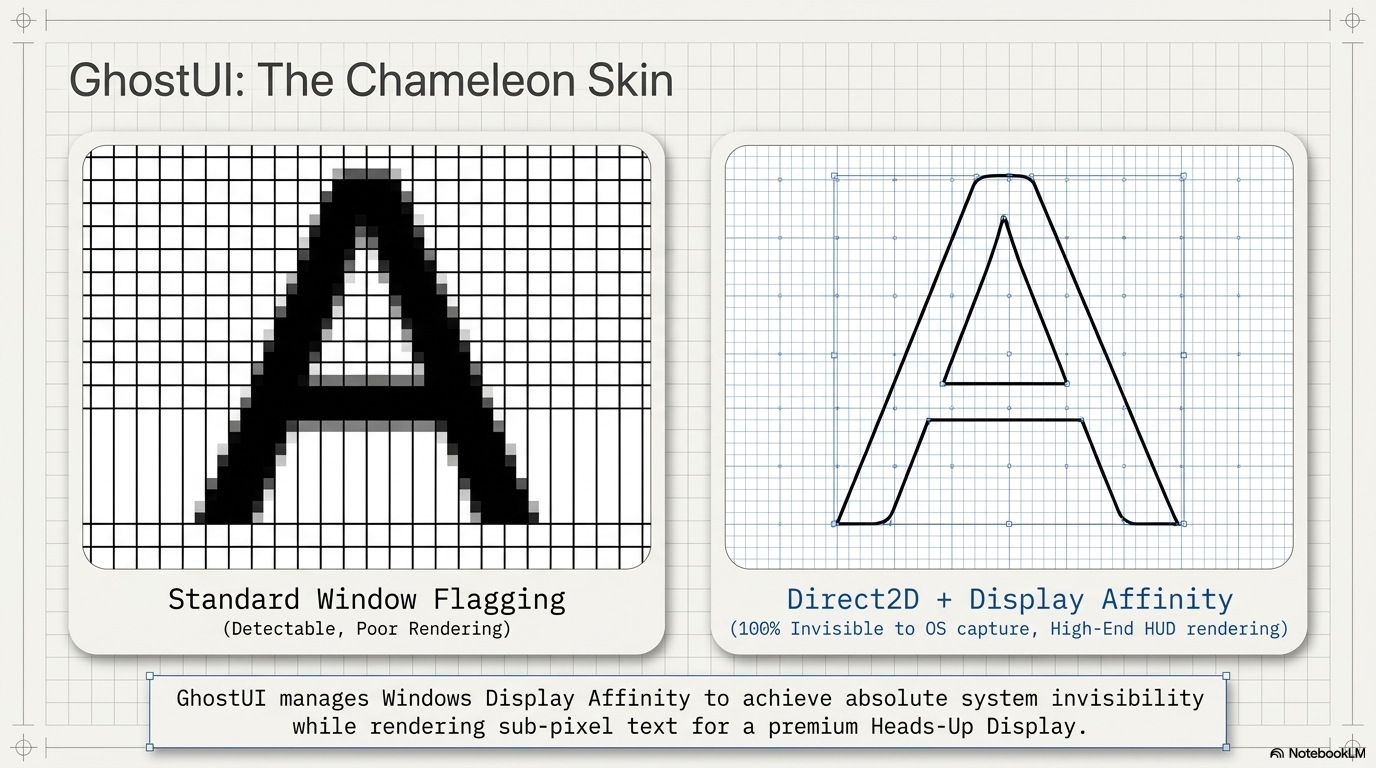 GhostUI: The Chameleon Skin
Standard Window Flagging
(Detectable, Poor Rendering)
Direct2D + Display Affinity
(100% Invisible to OS capture, High-End HUD rendering)
GhostUI manages Windows Display Affinity to achieve absolute system invisibility
while rendering sub-pixel text for a premium Heads-Up Display.
NotebookLM